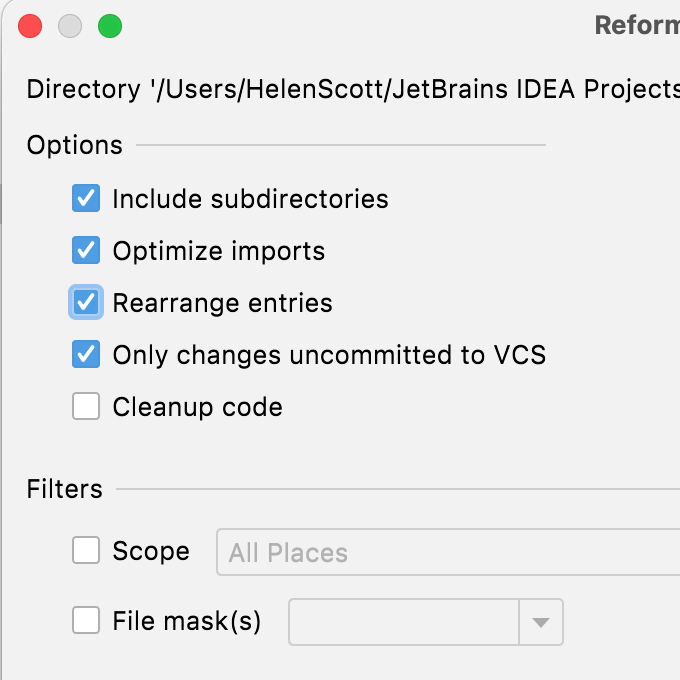 Reform
Directory '/Users/HelenScott/JetBrains IDEA Projects
Options
Include subdirectories
Optimize imports
Rearrange entries
Only changes uncommitted to VCS
Cleanup code
Filters
Scope All Places
File mask(s)